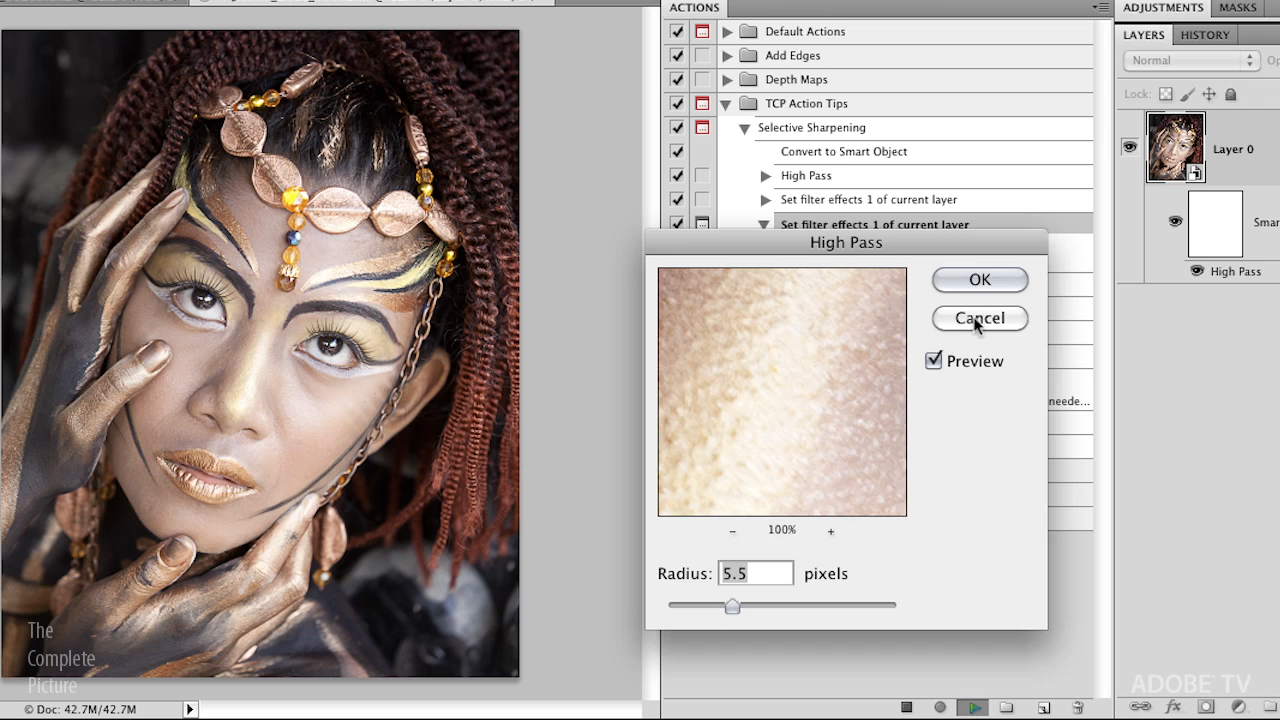 ACTIONS
Default Actions
Add Edges
Depth Maps
TCP Action Tips
Selective Sharpening
Convert to Smart Object
High Pass
Set filter effects 1 of current layer
Set filter effects 1 of current layer
neede...
High Pass
OK
Cancel
Preview
− 100% +
Radius: 5.5 pixels
ADJUSTMENTS MASKS
LAYERS HISTORY
Normal Op
Lock:
Layer 0
Smar
High Pass
The
Complete
Picture
Doc: 42.7M/42.7M
ADOBE TV
fx